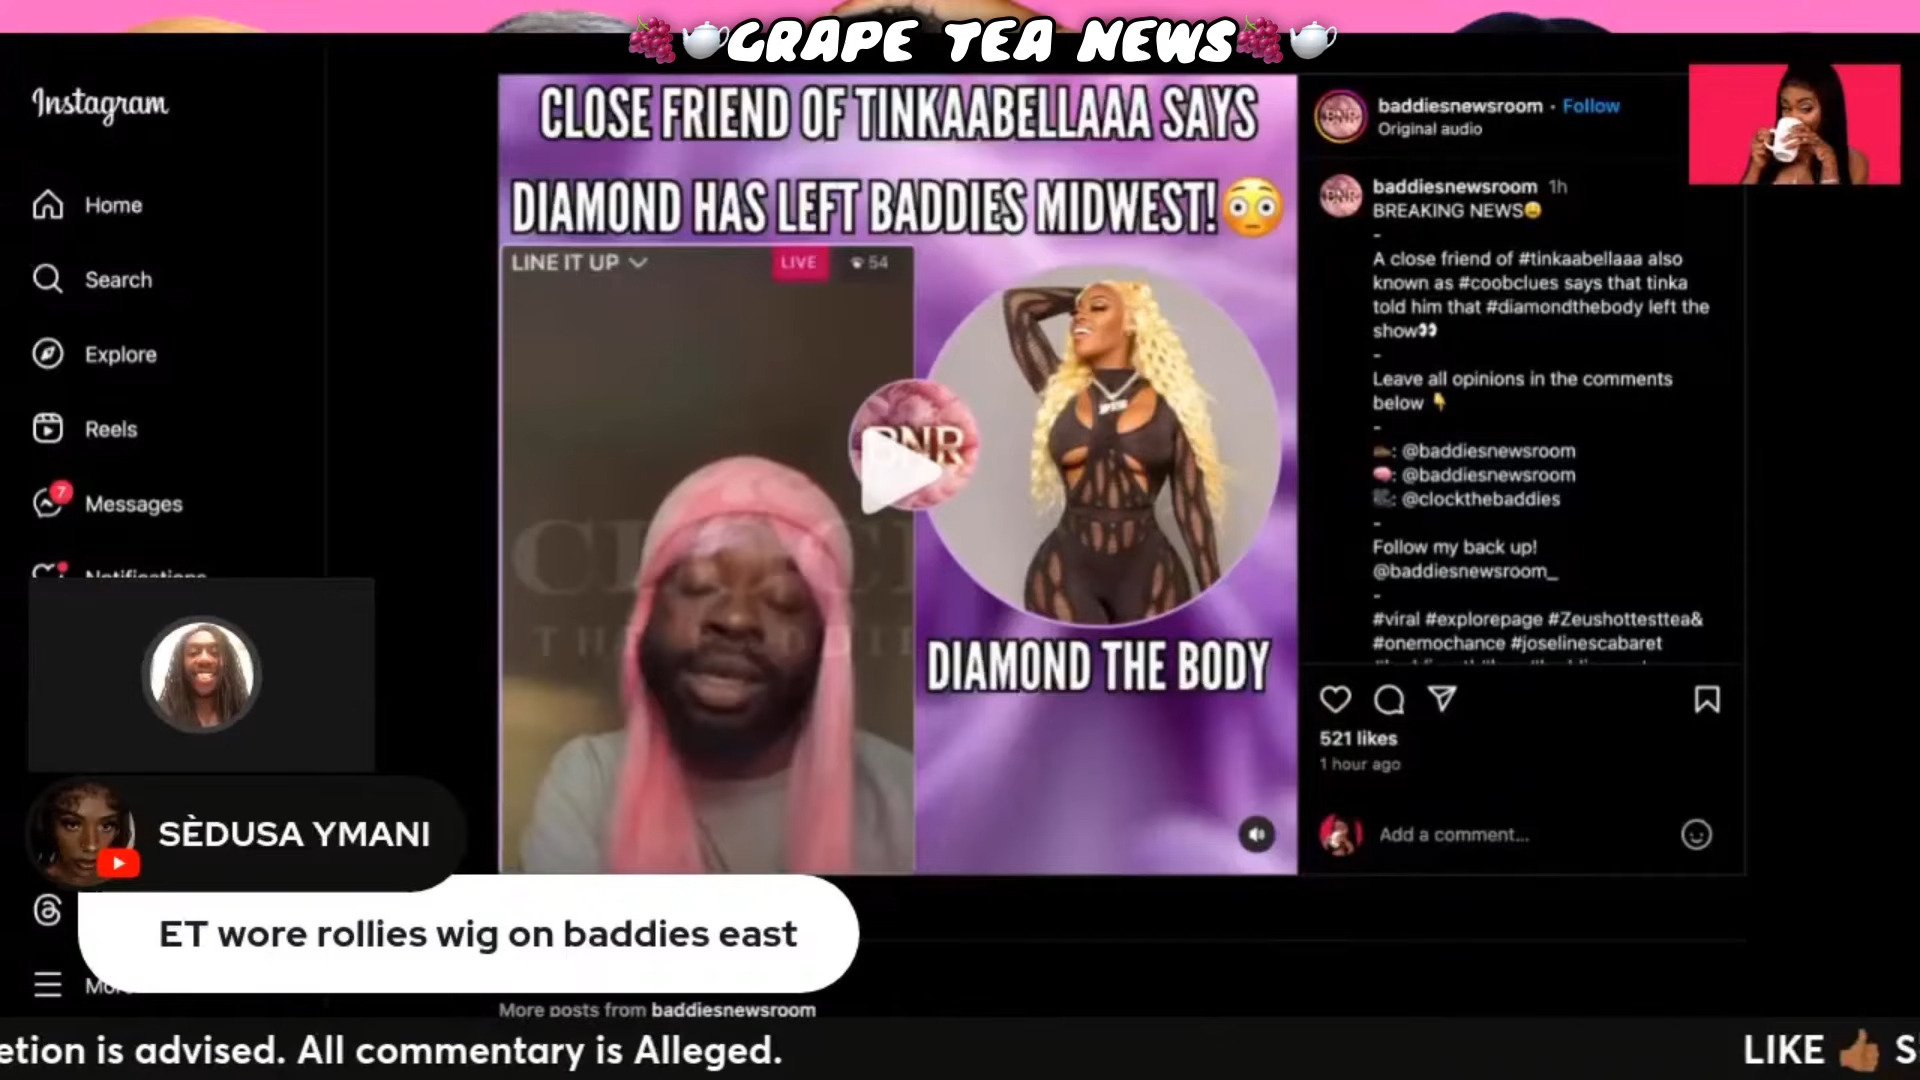 🍇🫖GRAPE TEA NEWS🍇🫖
Instagram
Home
Search
Explore
Reels
7
Messages
Notifications
CLOSE FRIEND OF TINKAABELLAAA SAYS
DIAMOND HAS LEFT BADDIES MIDWEST!😳
LINE IT UP
LIVE
54
BNR
DIAMOND THE BODY
BNR
baddiesnewsroom · Follow
Original audio
BNR
baddiesnewsroom 1h
BREAKING NEWS😩
-
A close friend of #tinkaabellaaa also
known as #coobclues says that tinka
told him that #diamondthebody left the
show👀
-
Leave all opinions in the comments
below 👇
-
: @baddiesnewsroom
🧼: @baddiesnewsroom
: @clockthebaddies
-
Follow my back up!
@baddiesnewsroom_
-
#viral #explorepage #Zeushottesttea&
#onemochance #joselinescabaret
521 likes
1 hour ago
Add a comment...
SÈDUSA YMANI
ET wore rollies wig on baddies east
More posts from baddiesnewsroom
etion is advised. All commentary is Alleged.
LIKE 👍🏾